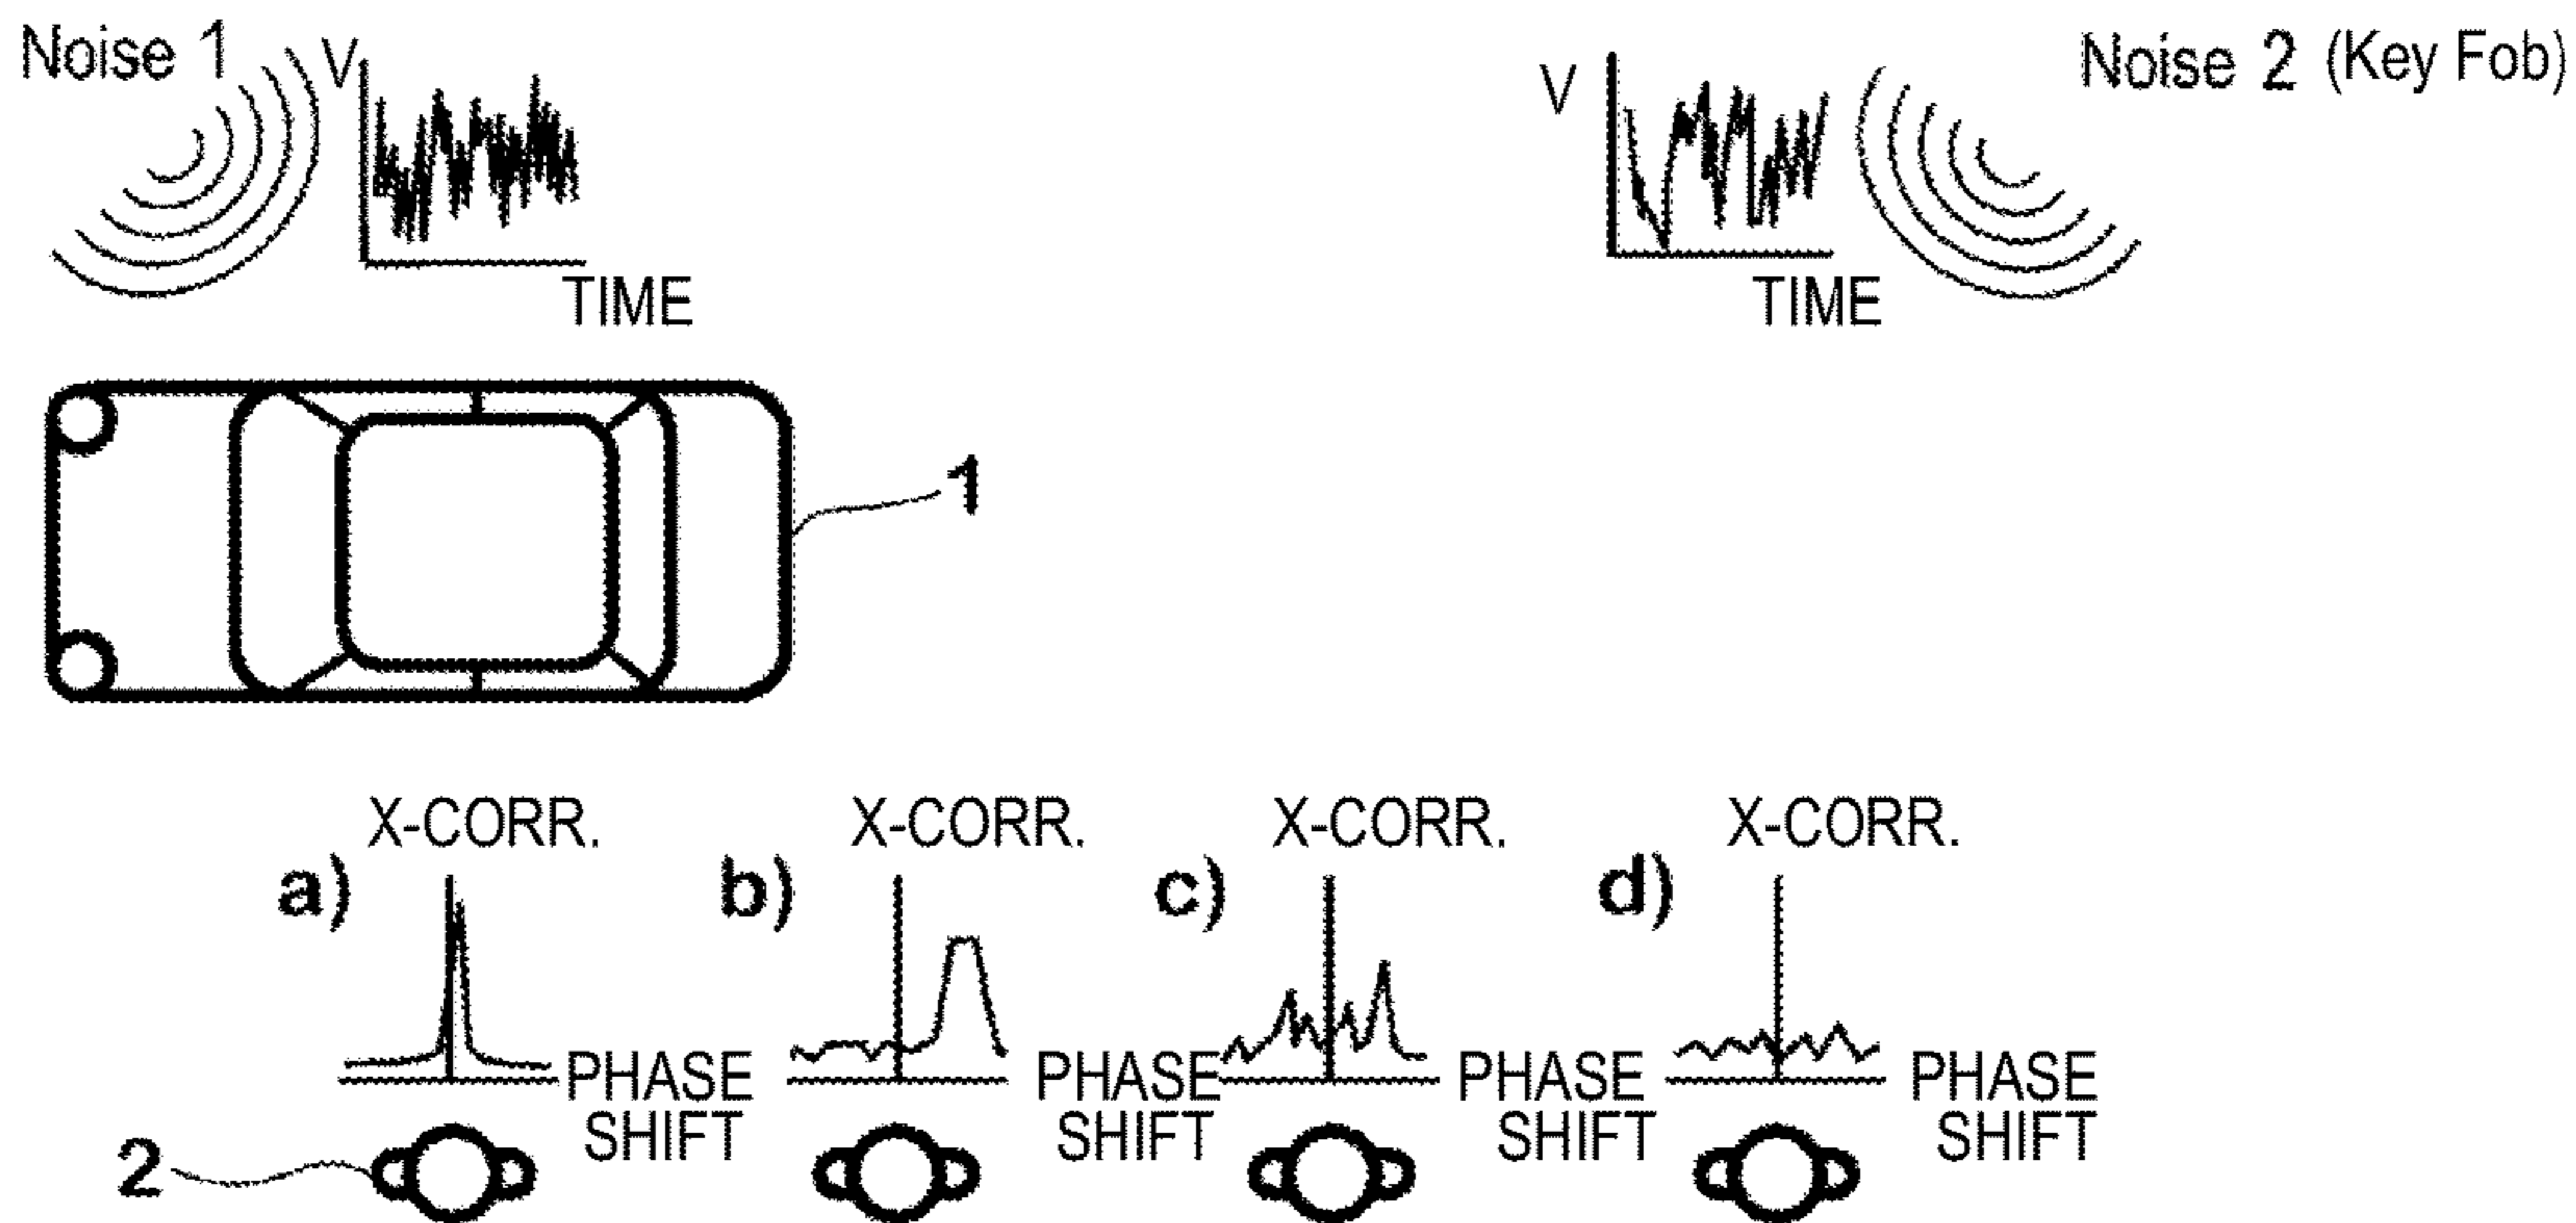 Noise 1
V
TIME
V
TIME
Noise 2 (Key Fob)
1
a)
X-CORR.
PHASE
SHIFT
b)
X-CORR.
PHASE
SHIFT
c)
X-CORR.
PHASE
SHIFT
d)
X-CORR.
PHASE
SHIFT
2